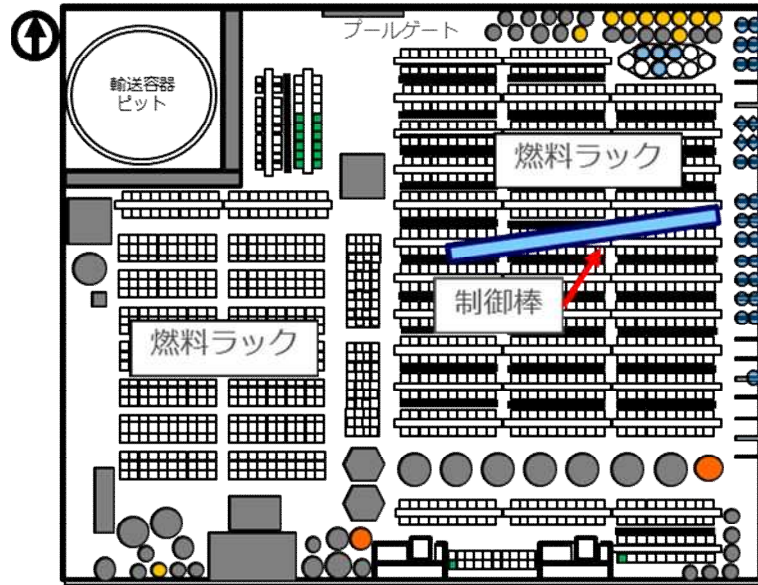 プールゲート
輸送容器
ピット
燃料ラック
制御棒
燃料ラック